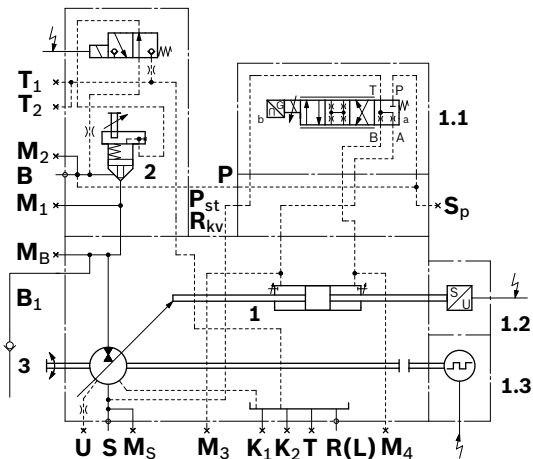 T1
T2
M2
B
M1
MB
B1
3
2
P
Pst
Rkv
1
b
G
T
P
B
A
a
1.1
Sp
S
U
1.2
1.3
U
S
MS
M3
K1
K2
T
R(L)
M4